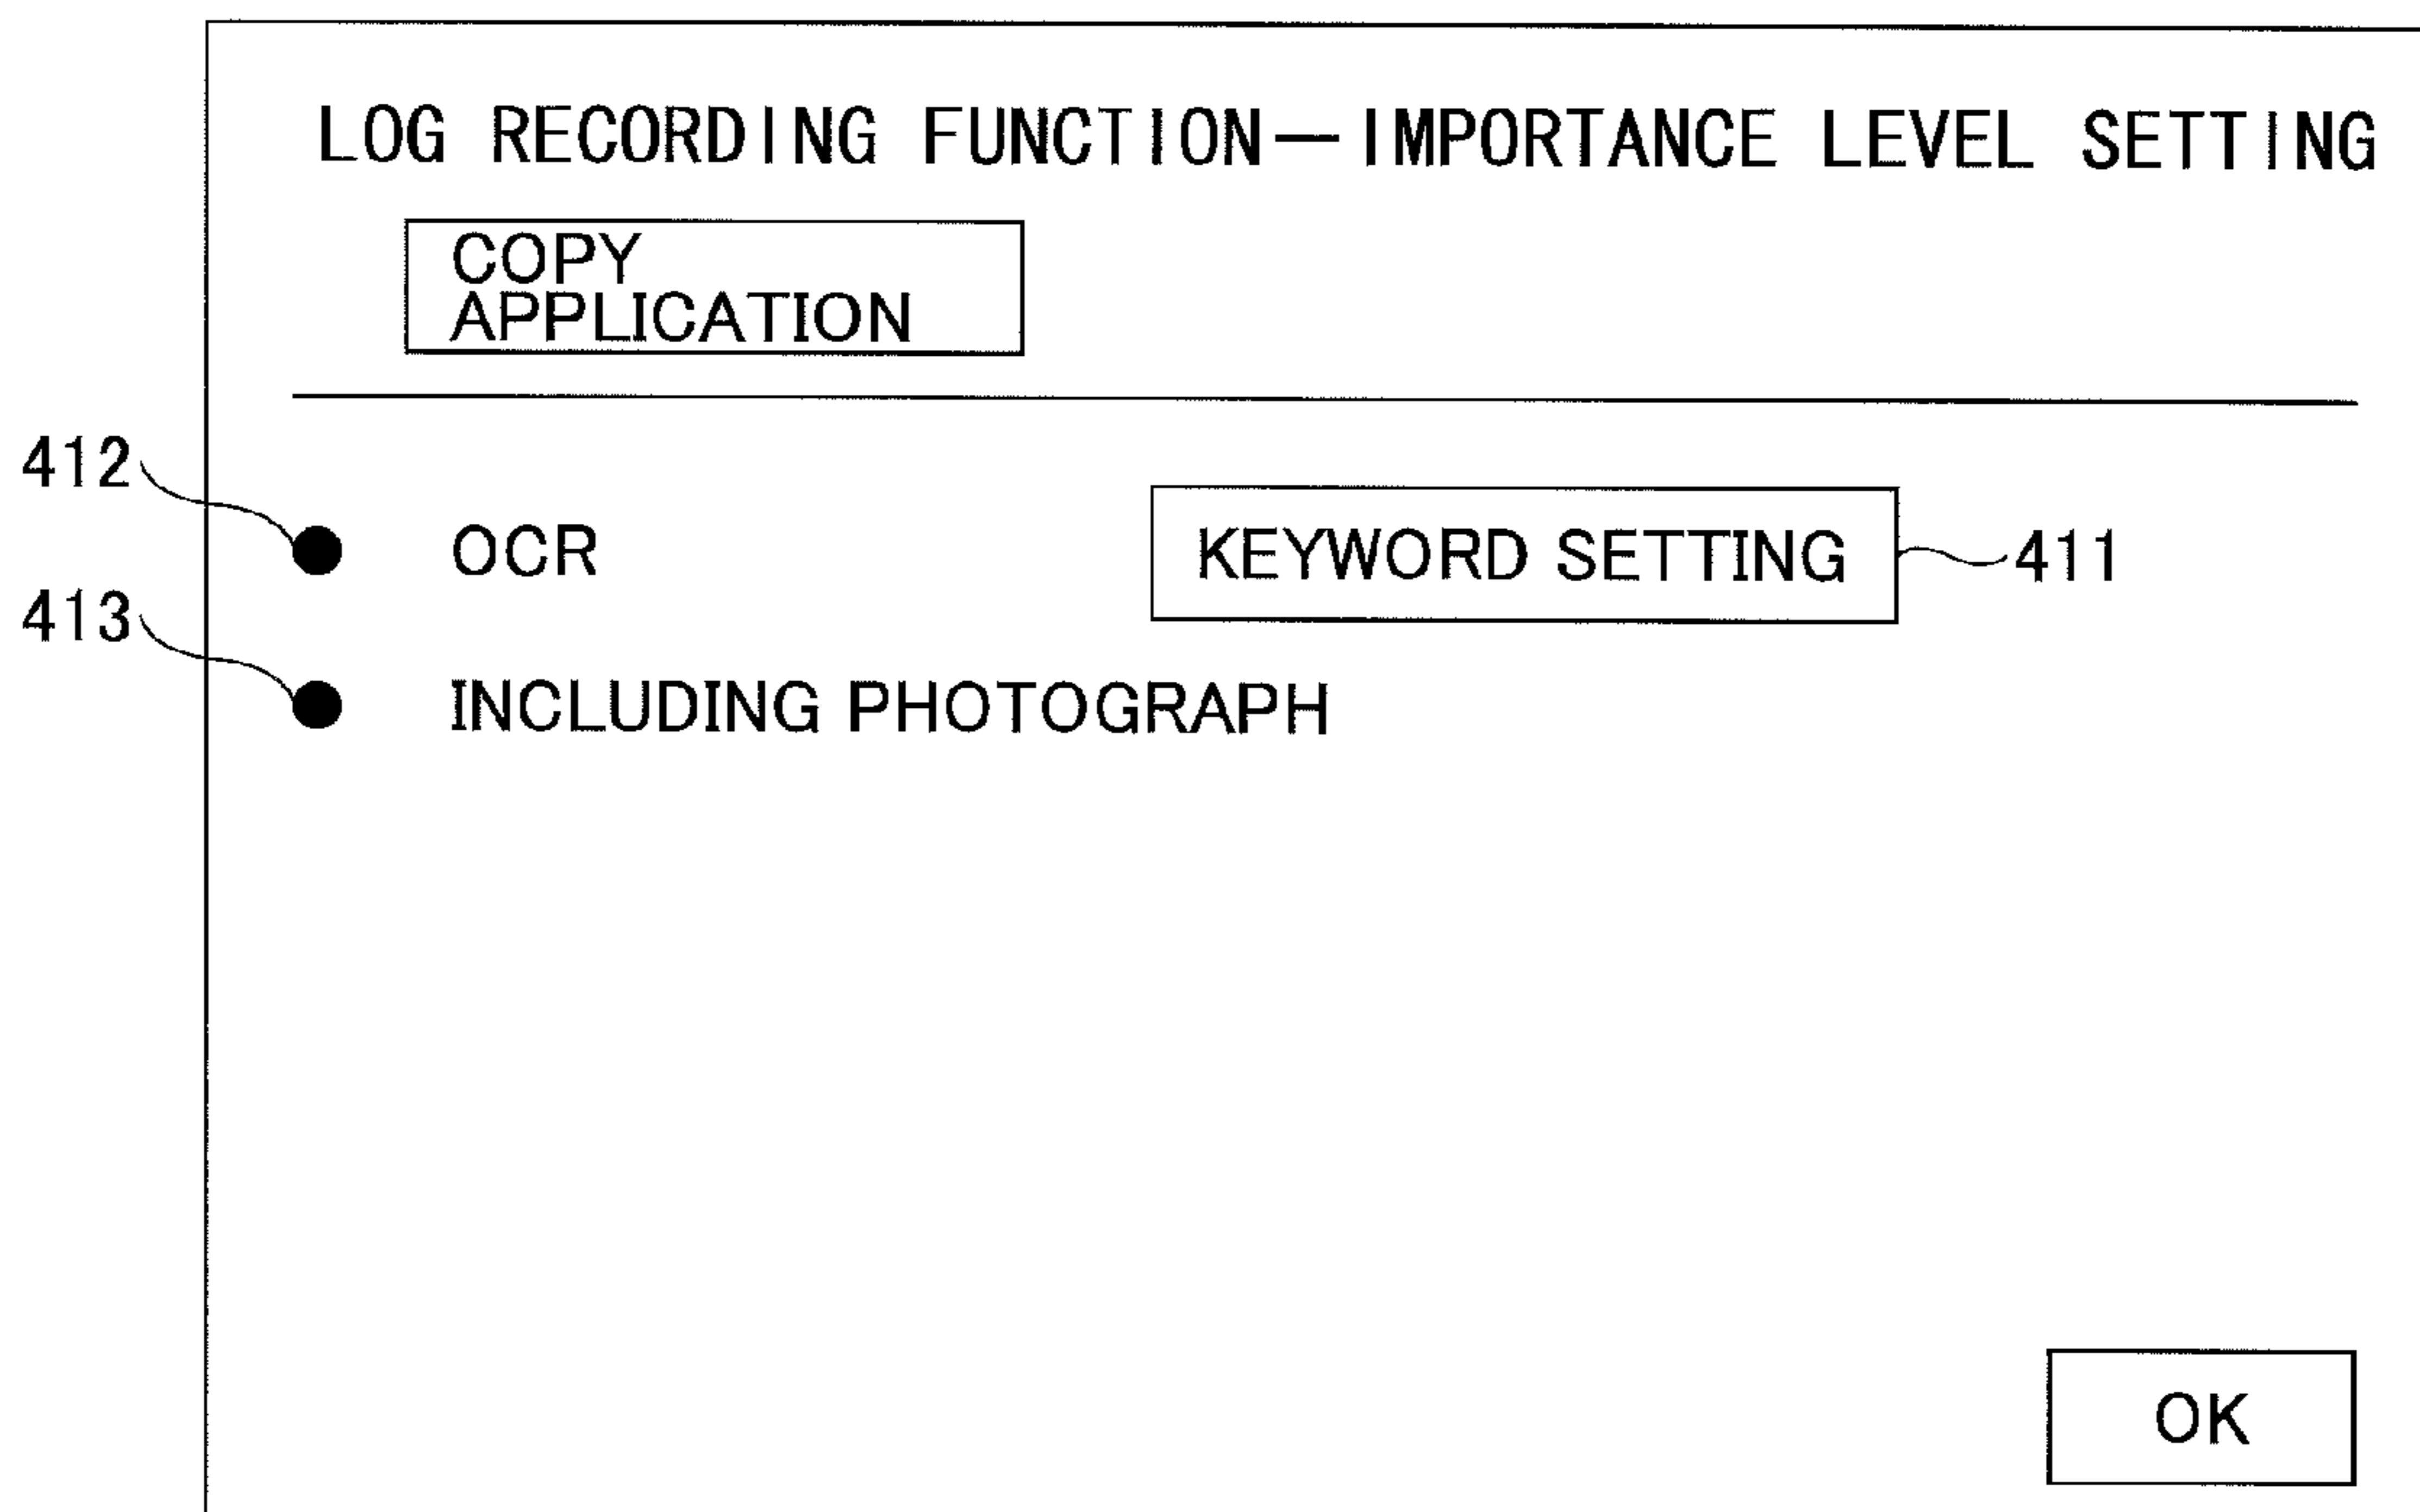 LOG RECORDING FUNCTION—IMPORTANCE LEVEL SETTING
COPY
APPLICATION
412
OCR
KEYWORD SETTING
411
413
INCLUDING PHOTOGRAPH
OK